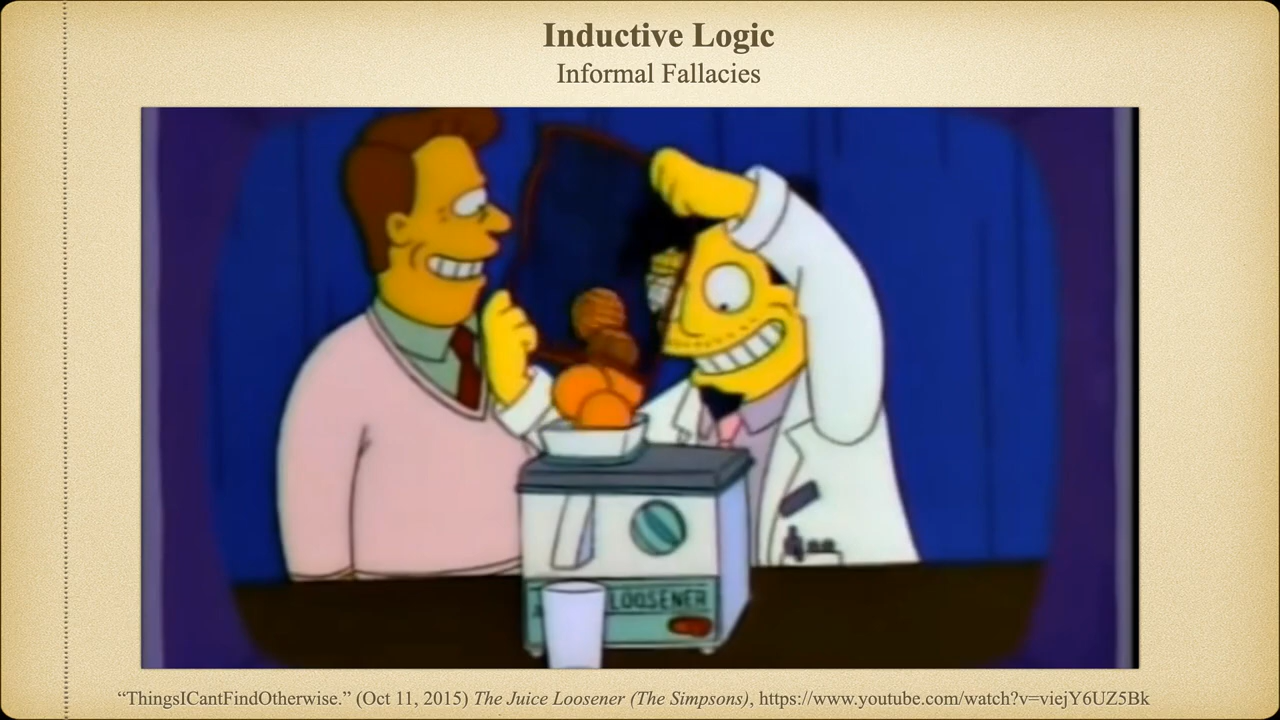 Inductive Logic
Informal Fallacies
LOOSENER
“ThingsICantFindOtherwise.” (Oct 11, 2015) The Juice Loosener (The Simpsons), https://www.youtube.com/watch?v=viejY6UZ5Bk